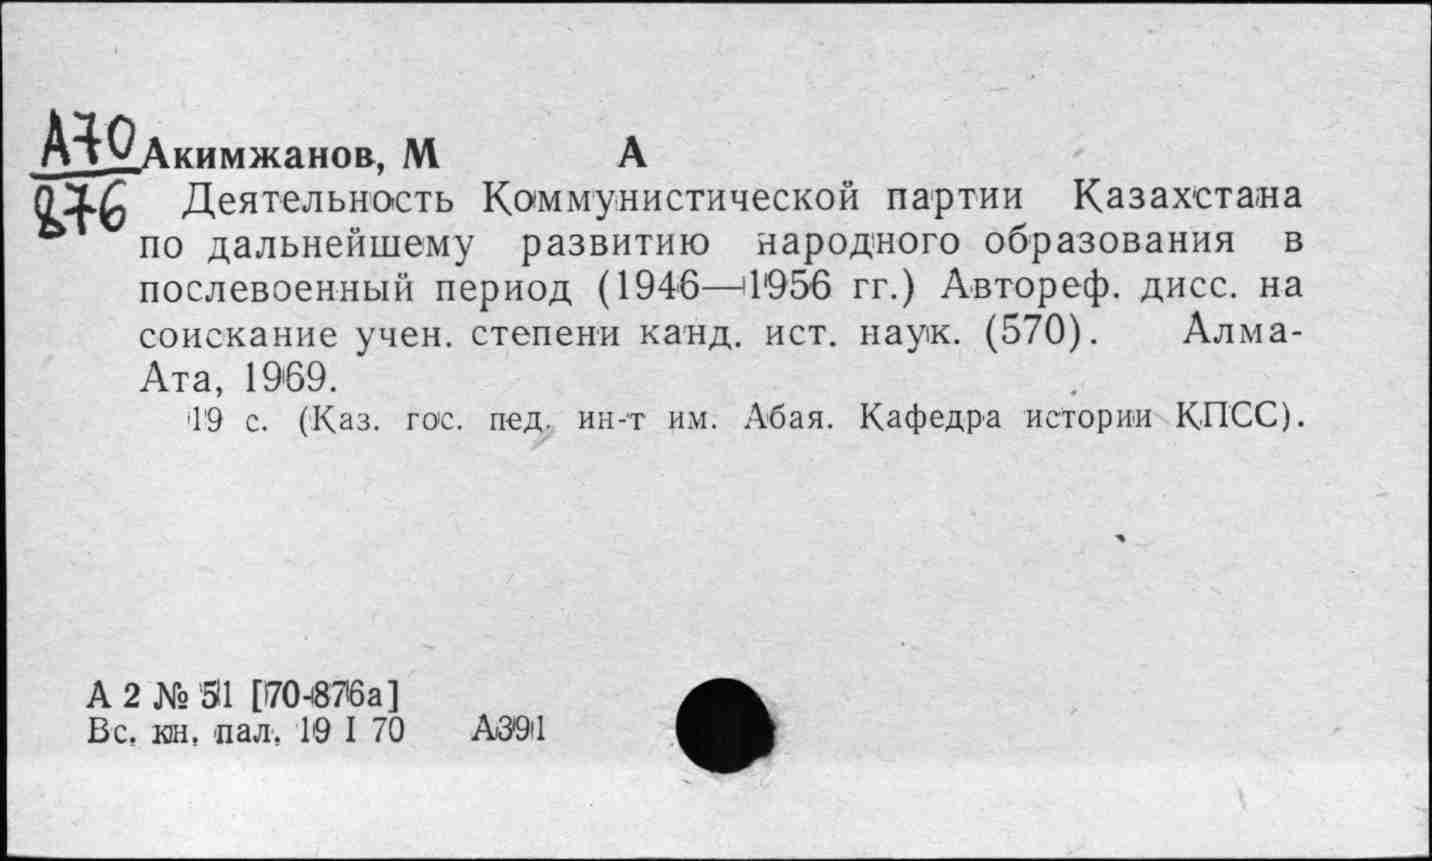 А70
876
Акимжанов, М А
Деятельность Коммунистической партии Казахстана
по дальнейшему развитию народного образования в
послевоенный период (1946—1956 гг.) Автореф. дисс. на
соискание учен. степени канд. ист. наук. (570). Алма-
Ата, 1969.
19 с. (Каз. гос. пед. ин-т им. Абая. Кафедра истории КПСС).
А 2 № 51 [70-876а]
Вс. кн. пал. 19 I 70 А391